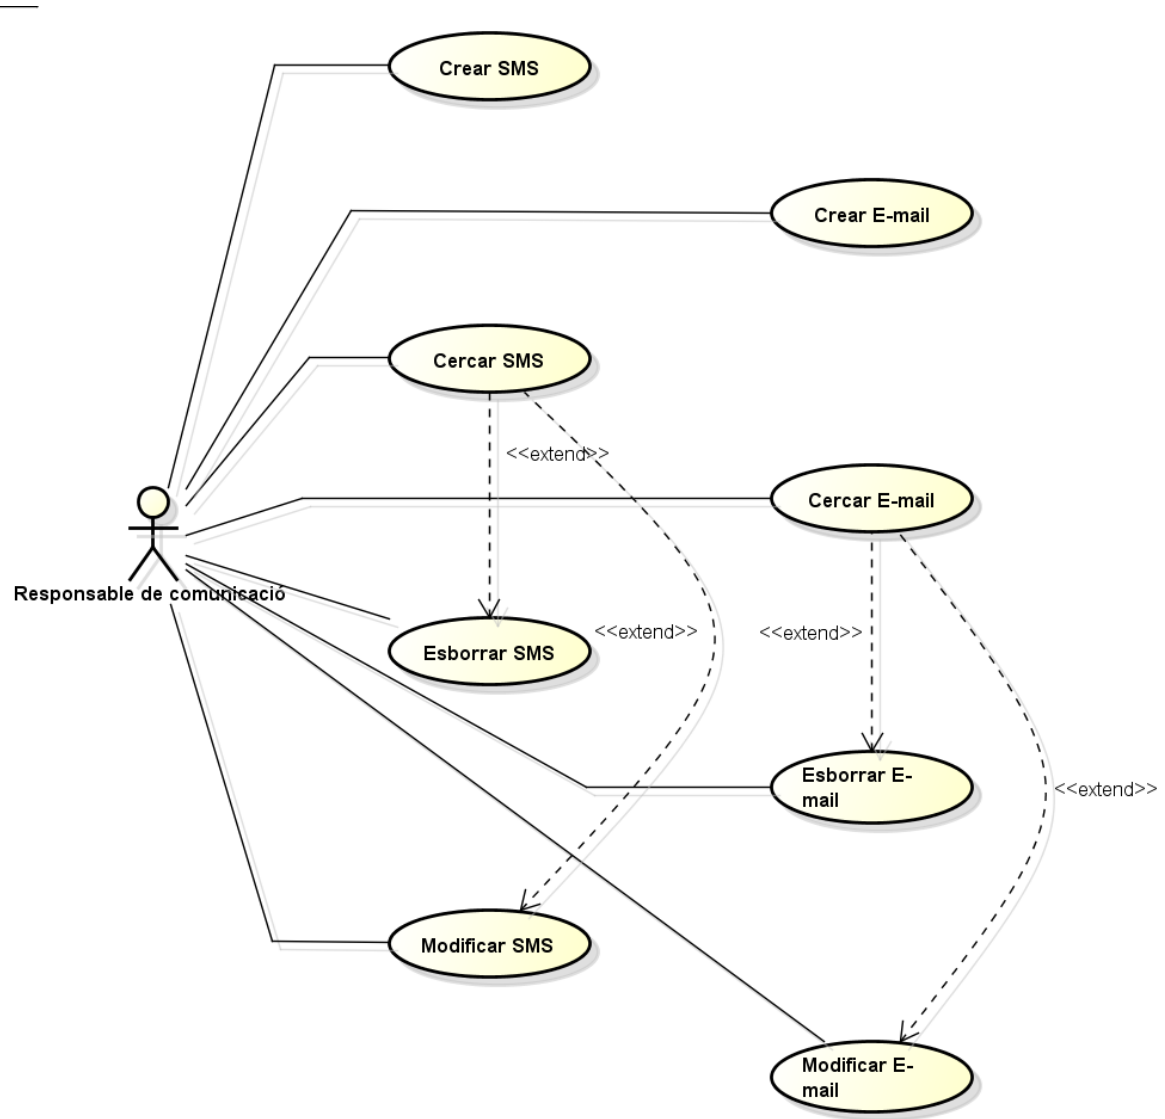 Crear SMS
Crear E-mail
Cercar SMS
<<extend>>
Cercar E-mail
Responsable de comunicació
<<extend>>
<<extend>>
Esborrar SMS
Esborrar E-
mail
<<extend>>
Modificar SMS
Modificar E-
mail